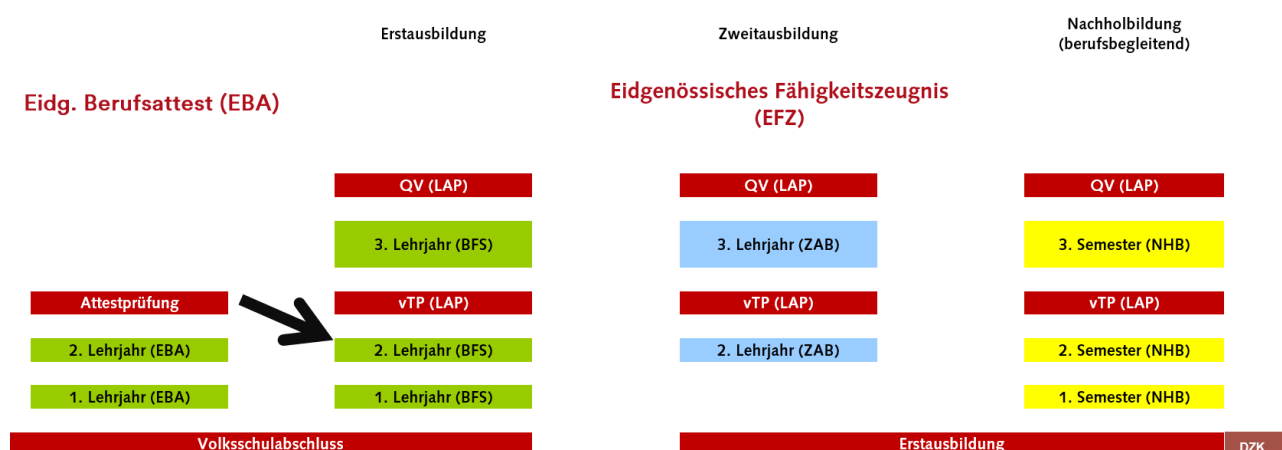 Erstausbildung
Zweitausbildung
Nachholbildung
(berufsbegleitend)
Eidg. Berufsattest (EBA)
Eidgenössisches Fähigkeitszeugnis
(EFZ)
QV (LAP)
QV (LAP)
QV (LAP)
3. Lehrjahr (BFS)
3. Lehrjahr (ZAB)
3. Semester (NHB)
Attestprüfung
vTP (LAP)
vTP (LAP)
vTP (LAP)
2. Lehrjahr (EBA)
2. Lehrjahr (BFS)
2. Lehrjahr (ZAB)
2. Semester (NHB)
1. Lehrjahr (EBA)
1. Lehrjahr (BFS)
1. Semester (NHB)
Volksschulabschluss
Erstausbildung
DZK